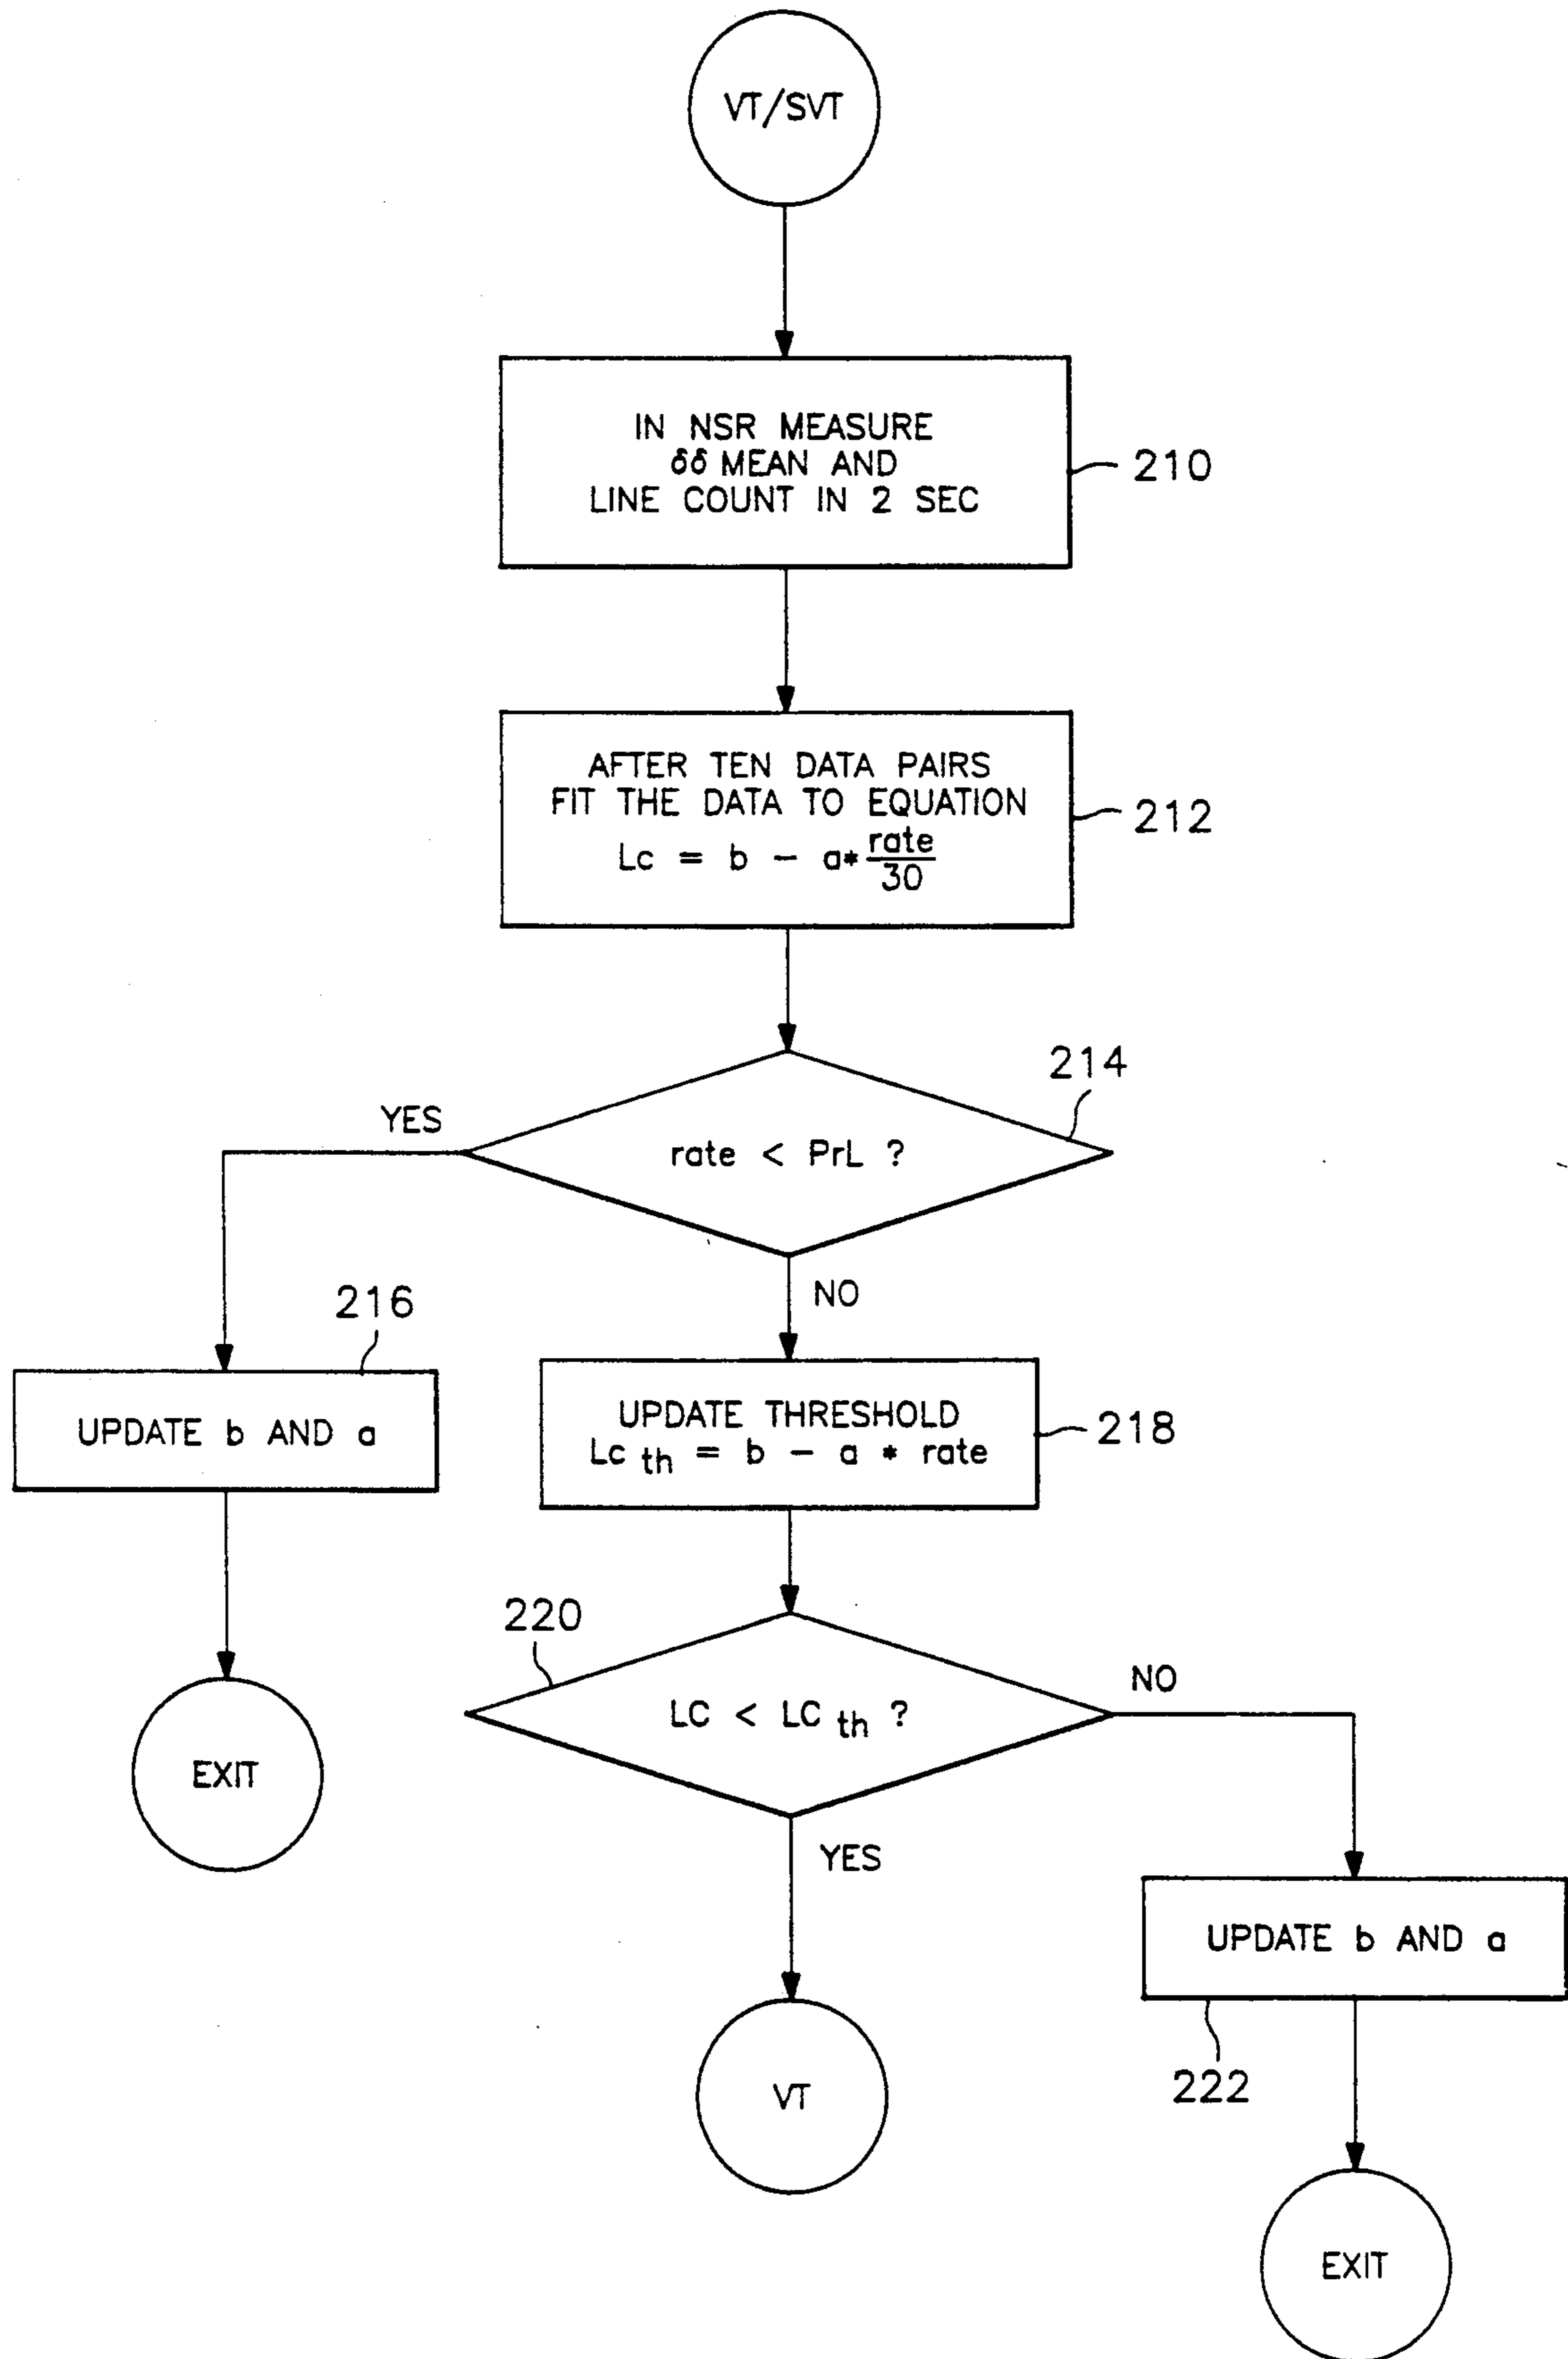 VT/SVT
IN NSR MEASURE
δδ MEAN AND
LINE COUNT IN 2 SEC
210
AFTER TEN DATA PAIRS
FIT THE DATA TO EQUATION
Lc = b - a* rate/30
212
214
YES
rate < PrL ?
216
NO
UPDATE b AND a
UPDATE THRESHOLD
Lc th = b - a * rate
218
220
NO
LC < LC th ?
EXIT
YES
UPDATE b AND a
222
VT
EXIT